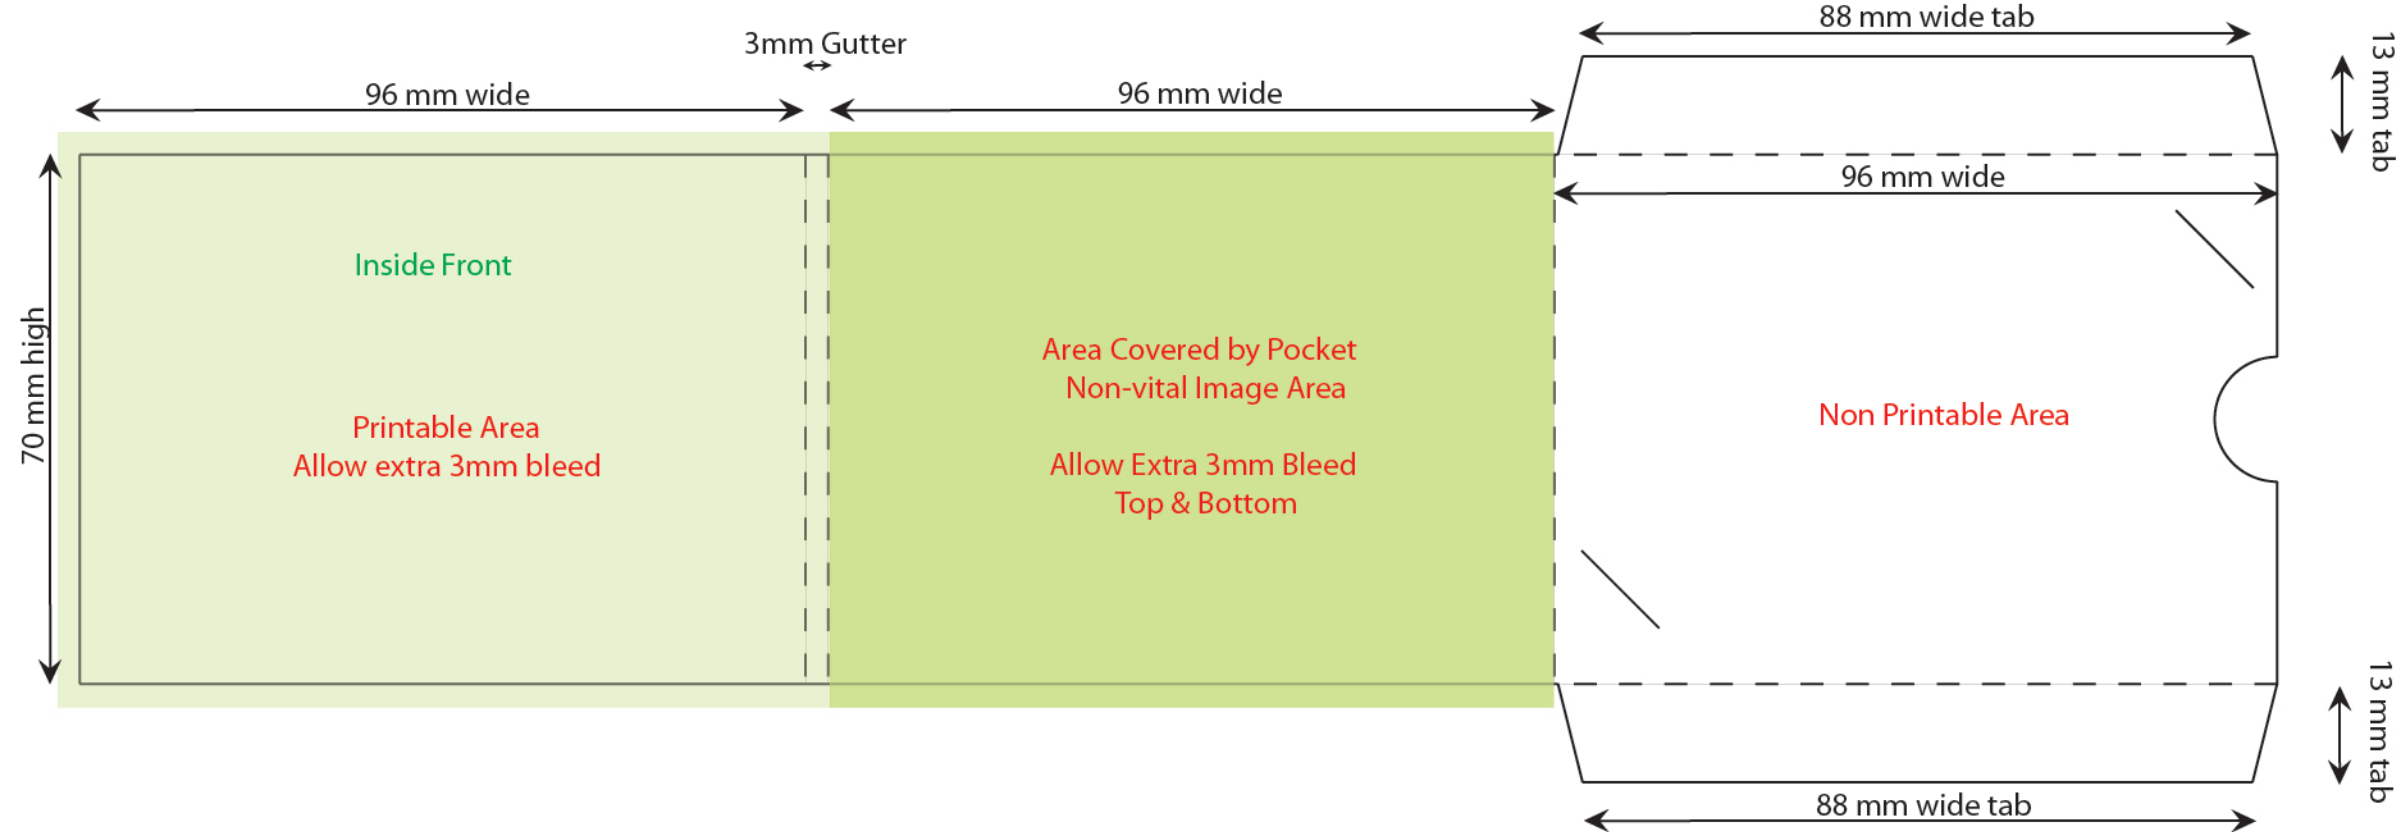 88 mm wide tab
3mm Gutter
96 mm wide
96 mm wide
13 mm tab
96 mm wide
70 mm high
Inside Front
Printable Area
Allow extra 3mm bleed
Area Covered by Pocket
Non-vital Image Area
Allow Extra 3mm Bleed
Top & Bottom
Non Printable Area
13 mm tab
88 mm wide tab